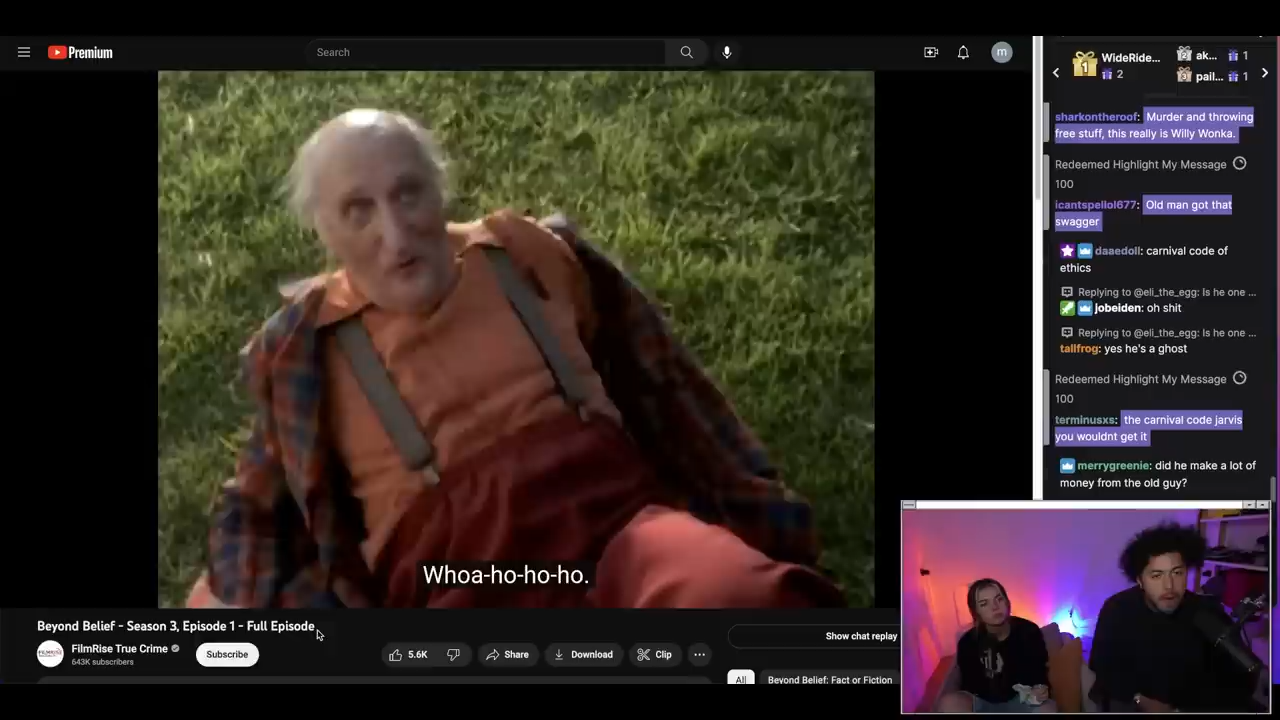 Premium
Search
m
Whoa-ho-ho-ho.
Beyond Belief - Season 3, Episode 1 - Full Episode
FilmRise True Crime
643K subscribers
Subscribe
5.6K
Share
Download
Clip
Show chat replay
All
Beyond Belief: Fact or Fiction
1
WideRide...
2
2
ak...
1
3
pail...
1
sharkontheroof: Murder and throwing
free stuff, this really is Willy Wonka.
Redeemed Highlight My Message
100
icantspellol677: Old man got that
swagger
daaedoll: carnival code of
ethics
Replying to @eli_the_egg: Is he one ...
jobeiden: oh shit
Replying to @eli_the_egg: Is he one ...
tallfrog: yes he's a ghost
Redeemed Highlight My Message
100
terminusxs: the carnival code jarvis
you wouldnt get it
merrygreenie: did he make a lot of
money from the old guy?